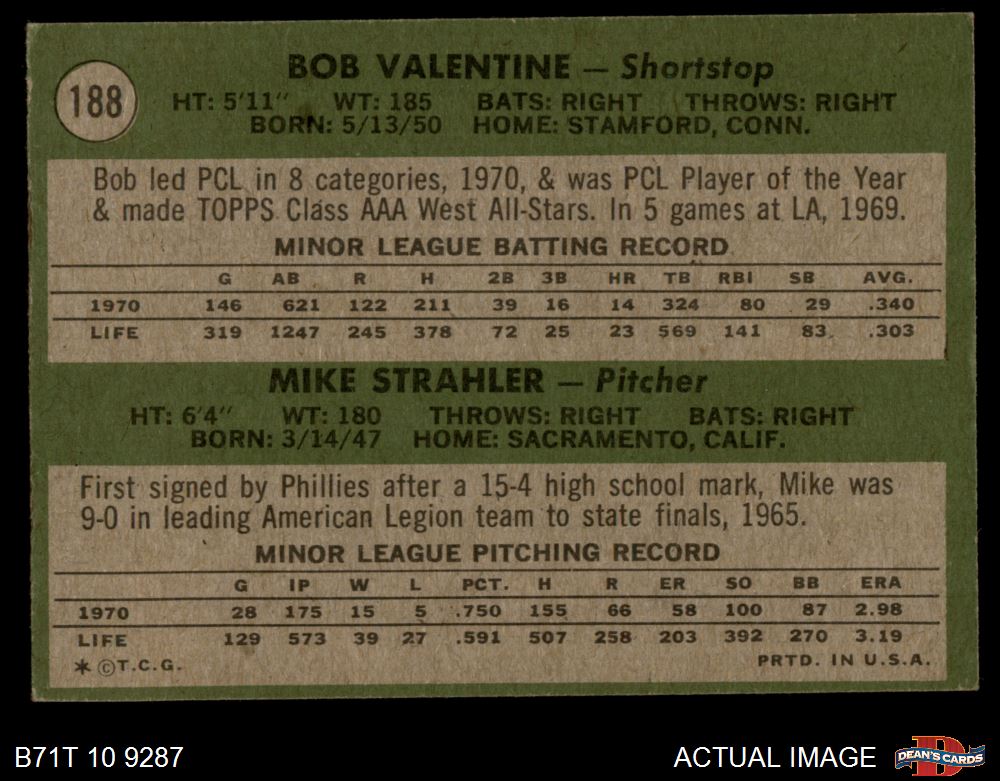 188
BOB VALENTINE — Shortstop
HT: 5'11" WT: 185 BATS: RIGHT THROWS: RIGHT
BORN: 5/13/50 HOME: STAMFORD, CONN.
Bob led PCL in 8 categories, 1970, & was PCL Player of the Year
& made TOPPS Class AAA West All-Stars. In 5 games at LA, 1969.
MINOR LEAGUE BATTING RECORD
G AB R H 2B 3B HR TB RBI SB AVG.
1970 146 621 122 211 39 16 14 324 80 29 .340
LIFE 319 1247 245 378 72 25 23 569 141 83 .303
MIKE STRAHLER — Pitcher
HT: 6'4" WT: 180 THROWS: RIGHT BATS: RIGHT
BORN: 3/14/47 HOME: SACRAMENTO, CALIF.
First signed by Phillies after a 15-4 high school mark, Mike was
9-0 in leading American Legion team to state finals, 1965.
MINOR LEAGUE PITCHING RECORD
G IP W L PCT. H R ER SO BB ERA
1970 28 175 15 5 .750 155 66 58 100 87 2.98
LIFE 129 573 39 27 .591 507 258 203 392 270 3.19
* ©T.C.G. PRTD. IN U.S.A.
B71T 10 9287 ACTUAL IMAGE DEAN'S CARDS